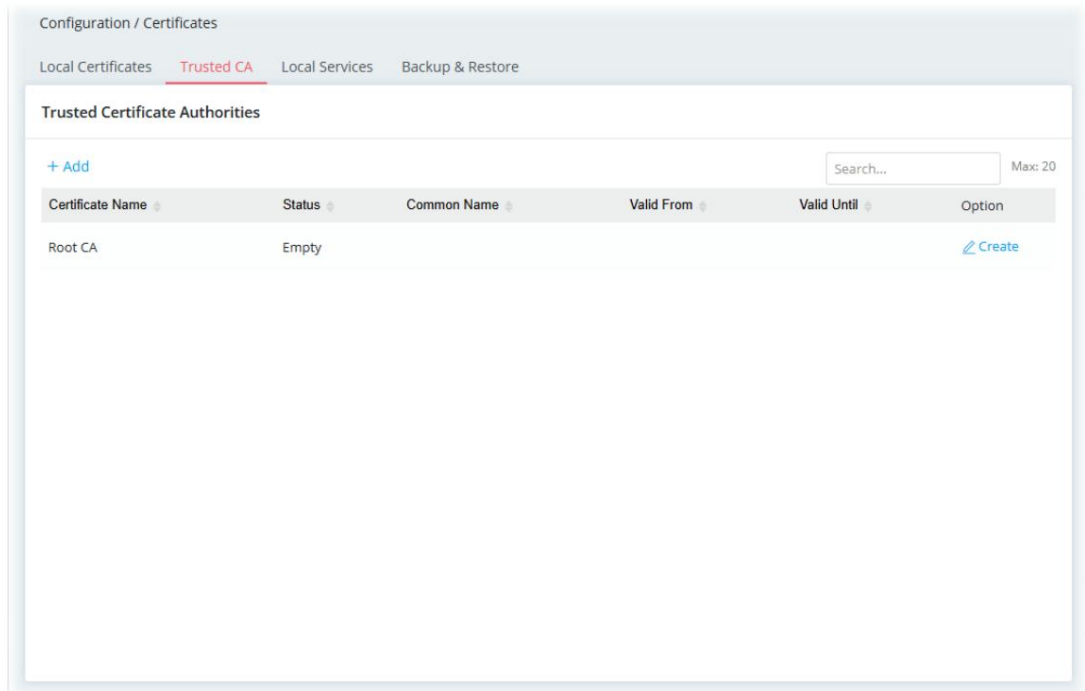 Configuration / Certificates
Local Certificates Trusted CA Local Services Backup & Restore
Trusted Certificate Authorities
+ Add Search... Max: 20
Certificate Name Status Common Name Valid From Valid Until Option
Root CA Empty Create